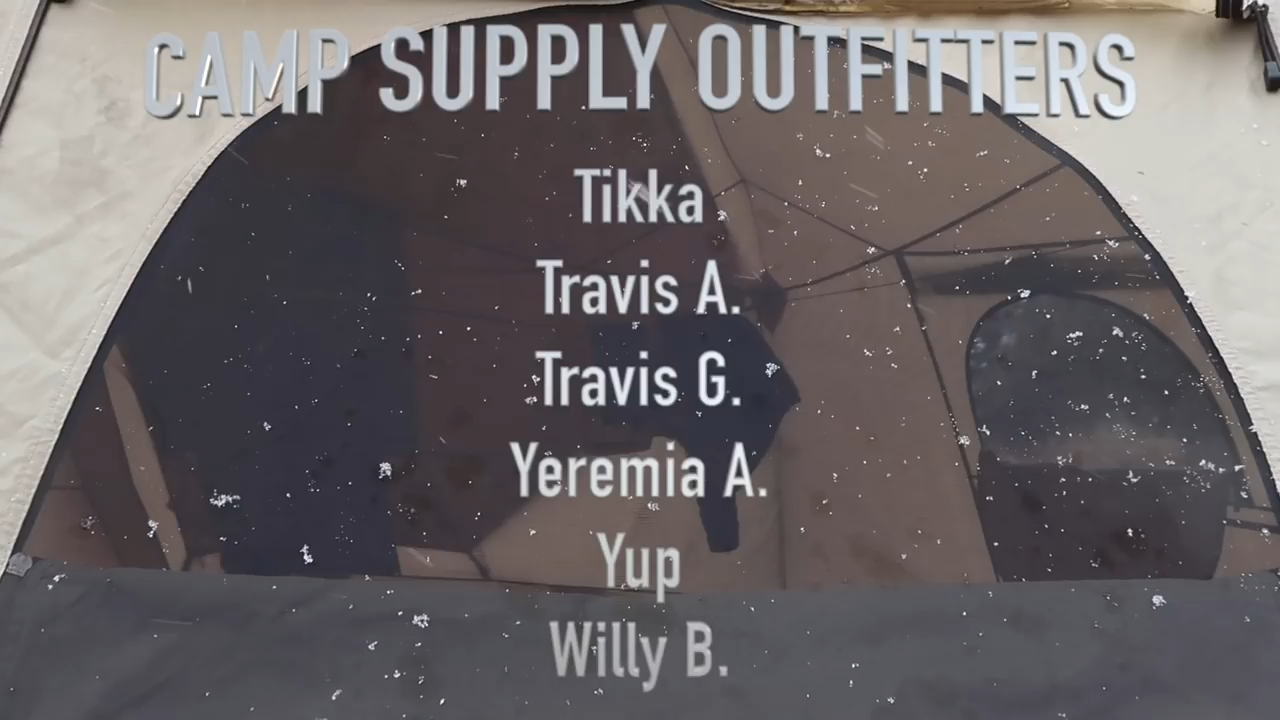 CAMP SUPPLY OUTFITTERS
Tikka
Travis A.
Travis G.
Yeremia A.
Yup
Willy B.